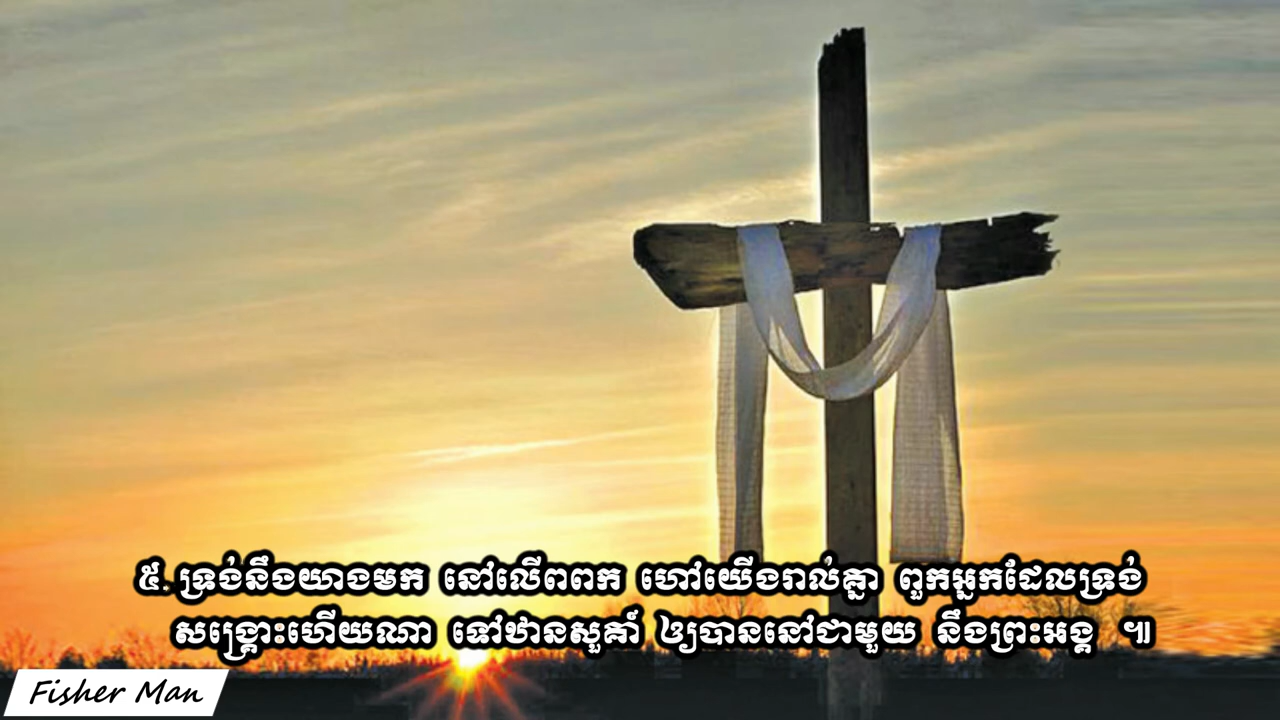 ៥. ទ្រង់នឹងយាងមក នៅលើពពក ហៅយើងរាល់គ្នា ពួកអ្នកដែលទ្រង់
សង្គ្រោះហើយណា ទៅឋានសួគ៌ ឲ្យបាននៅជាមួយ នឹងព្រះអង្គ ៕
Fisher Man